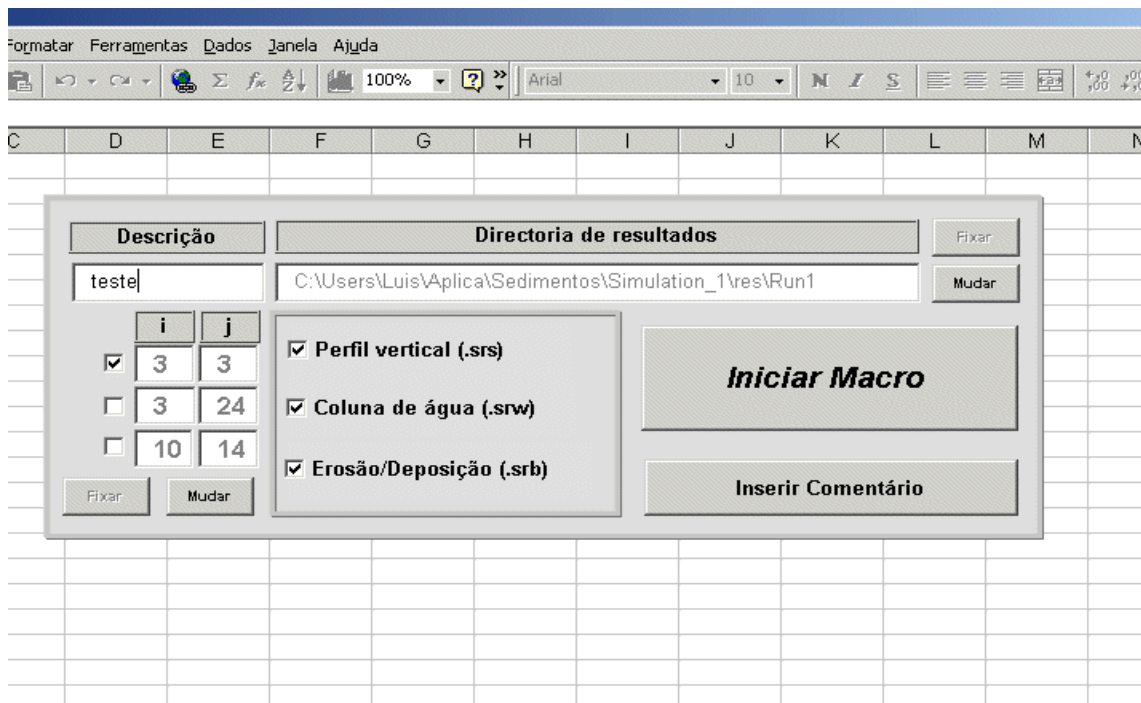 Formatar Ferramentas Dados Janela Ajuda
Σ fx 100% Arial 10 N I S
C D E F G H I J K L M N
Descrição Directoria de resultados Fixar
teste C:\Users\Luis\Aplica\Sedimentos\Simulation_1\res\Run1 Mudar
i j
3 3 Perfil vertical (.srs) Iniciar Macro
3 24 Coluna de água (.srw)
10 14 Erosão/Deposição (.srb)
Fixar Mudar Inserir Comentário